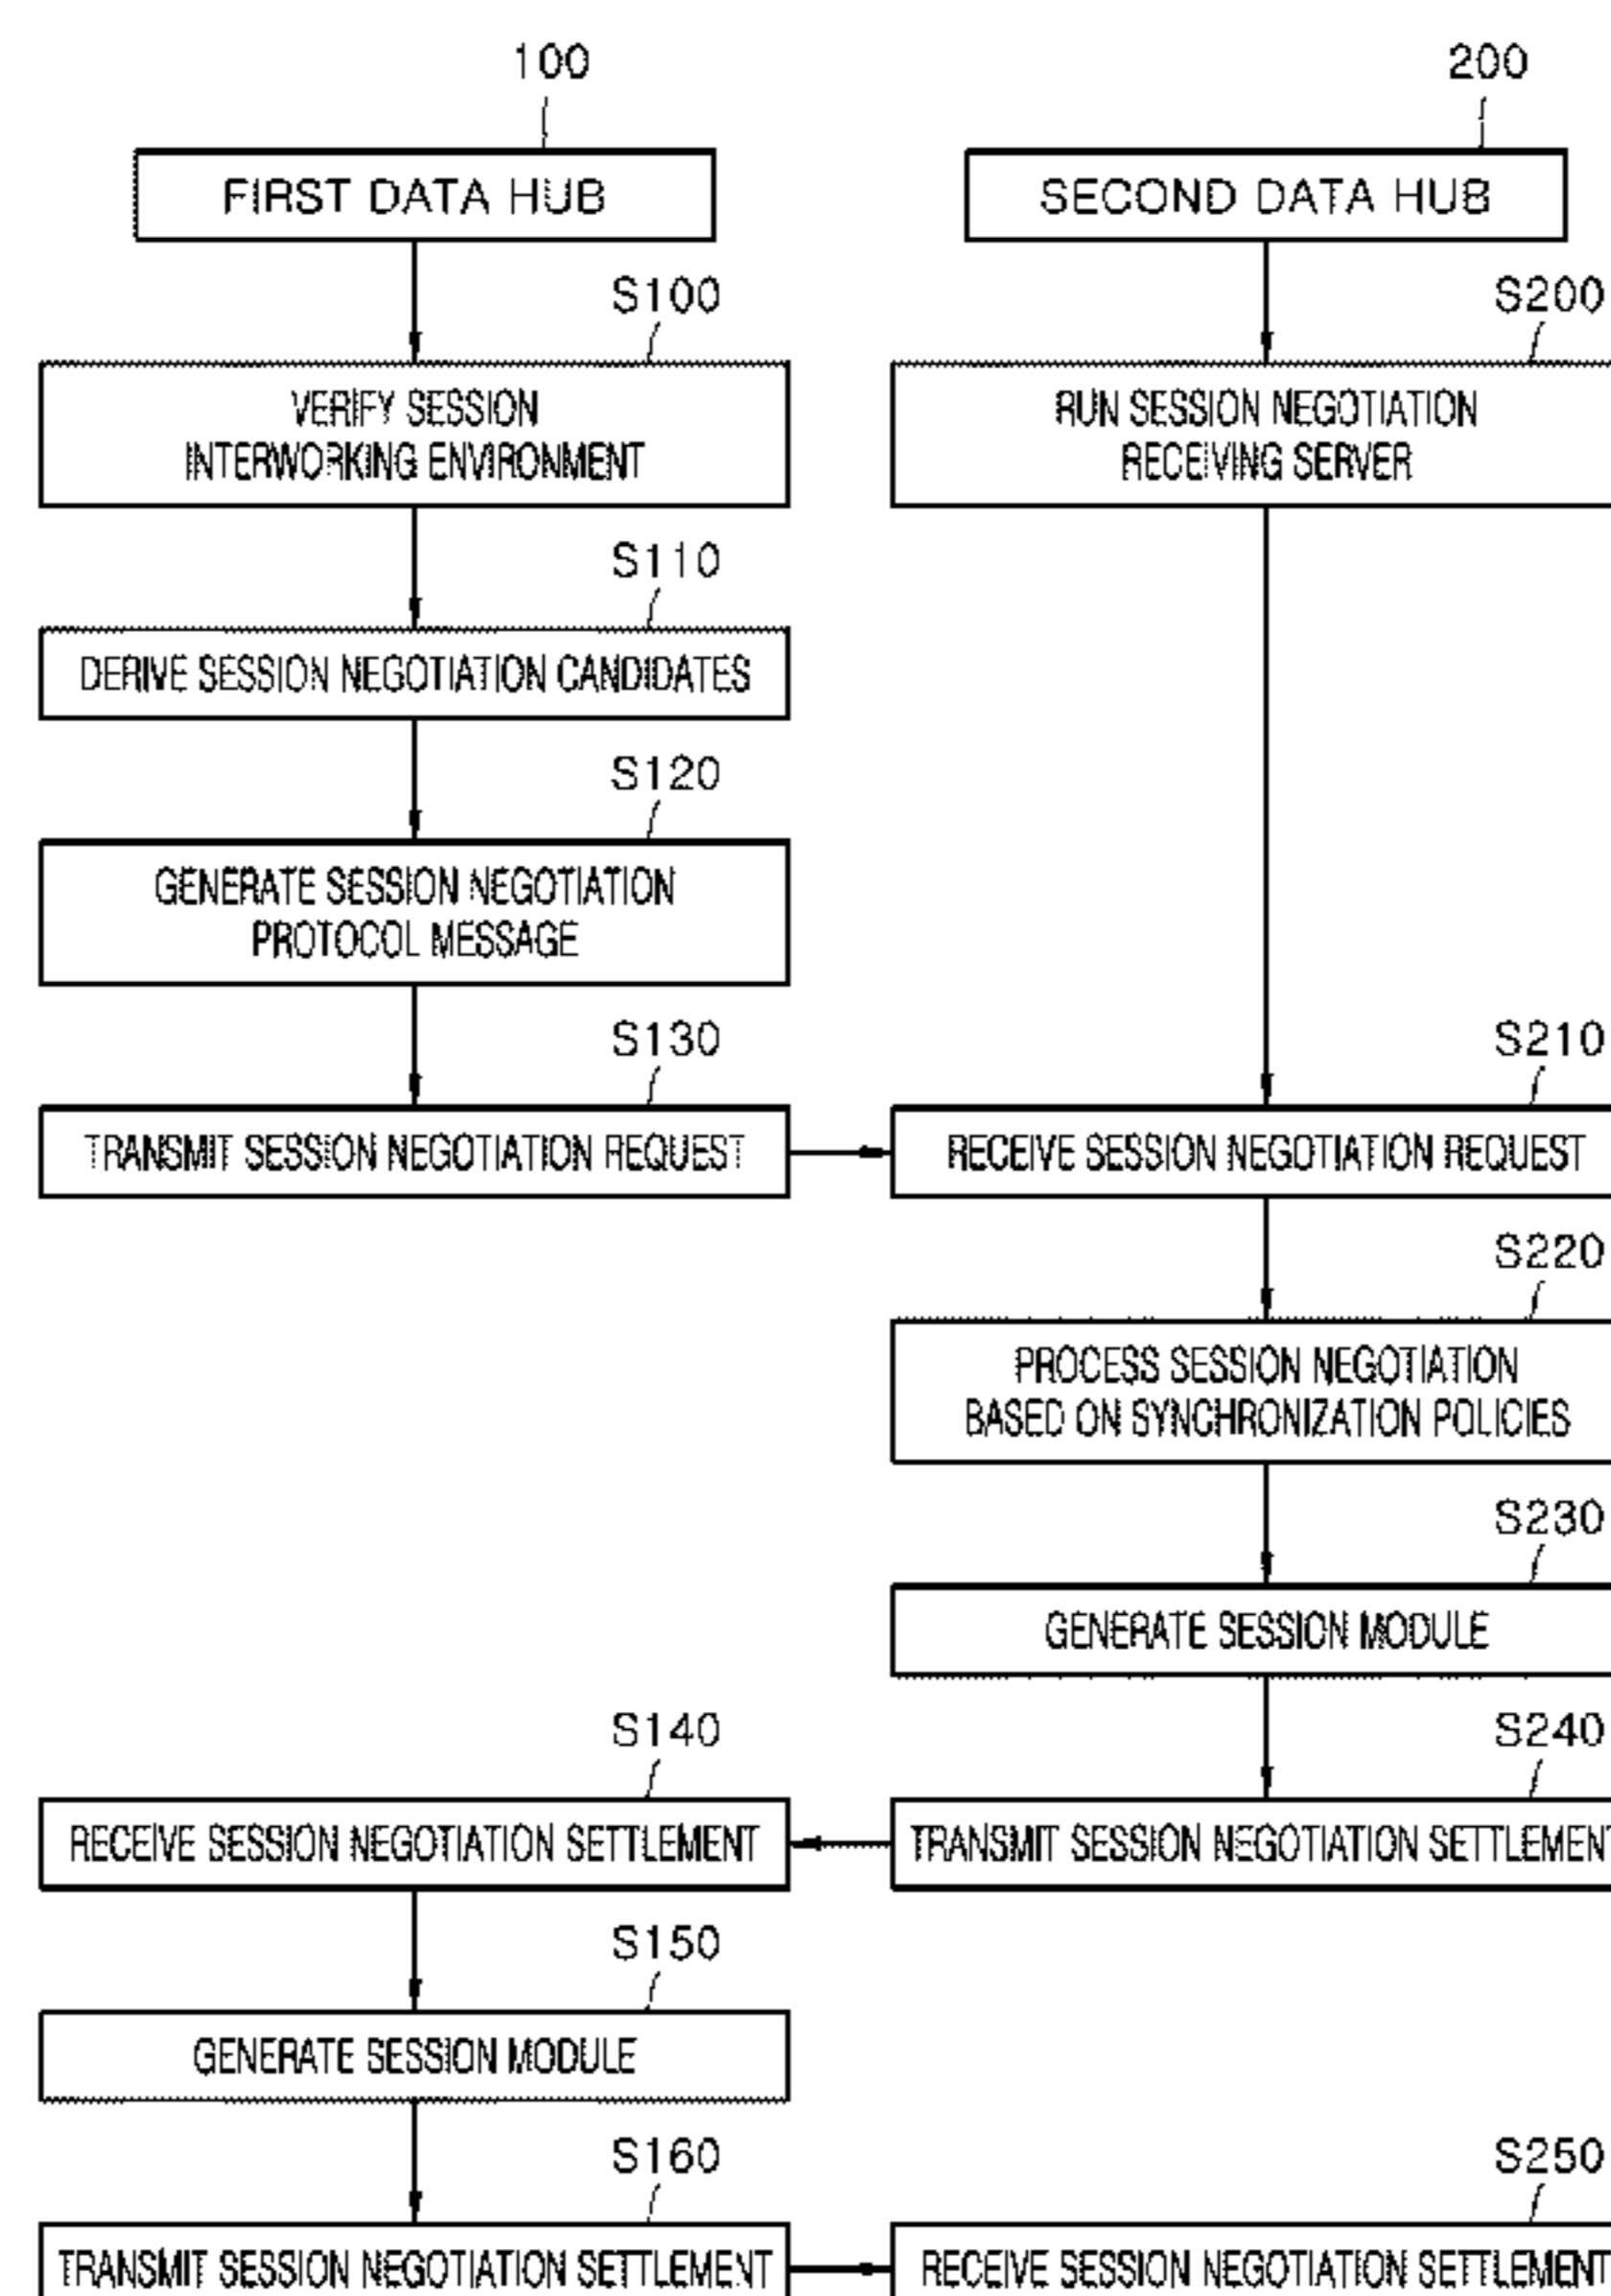 100
200
FIRST DATA HUB
SECOND DATA HUB
S100
S200
VERIFY SESSION
INTERWORKING ENVIRONMENT
RUN SESSION NEGOTIATION
RECEIVING SERVER
S110
DERIVE SESSION NEGOTIATION CANDIDATES
S120
GENERATE SESSION NEGOTIATION
PROTOCOL MESSAGE
S130
S210
TRANSMIT SESSION NEGOTIATION REQUEST
RECEIVE SESSION NEGOTIATION REQUEST
S220
PROCESS SESSION NEGOTIATION
BASED ON SYNCHRONIZATION POLICIES
S230
GENERATE SESSION MODULE
S140
S240
RECEIVE SESSION NEGOTIATION SETTLEMENT
TRANSMIT SESSION NEGOTIATION SETTLEMENT
S150
GENERATE SESSION MODULE
S160
S250
TRANSMIT SESSION NEGOTIATION SETTLEMENT
RECEIVE SESSION NEGOTIATION SETTLEMENT